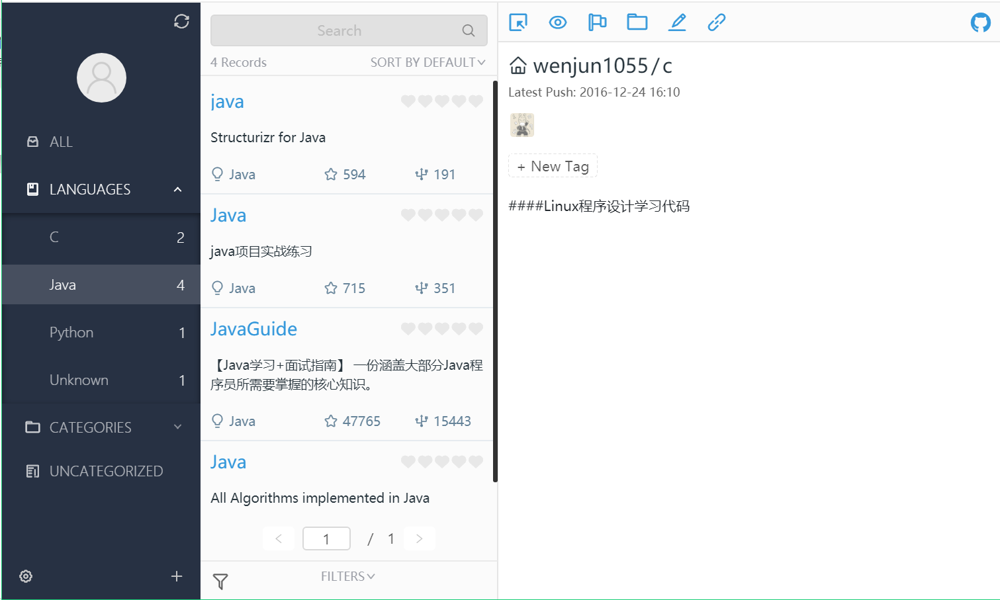 ALL
LANGUAGES
C 2
Java 4
Python 1
Unknown 1
CATEGORIES
UNCATEGORIZED
Search
4 Records SORT BY DEFAULT
java
Structurizr for Java
Java 594 191
Java
java项目实战练习
Java 715 351
JavaGuide
【Java学习+面试指南】 一份涵盖大部分Java程
序员所需要掌握的核心知识。
Java 47765 15443
Java
All Algorithms implemented in Java
< 1 / 1 >
FILTERS
wenjun1055/c
Latest Push: 2016-12-24 16:10
+ New Tag
####Linux程序设计学习代码